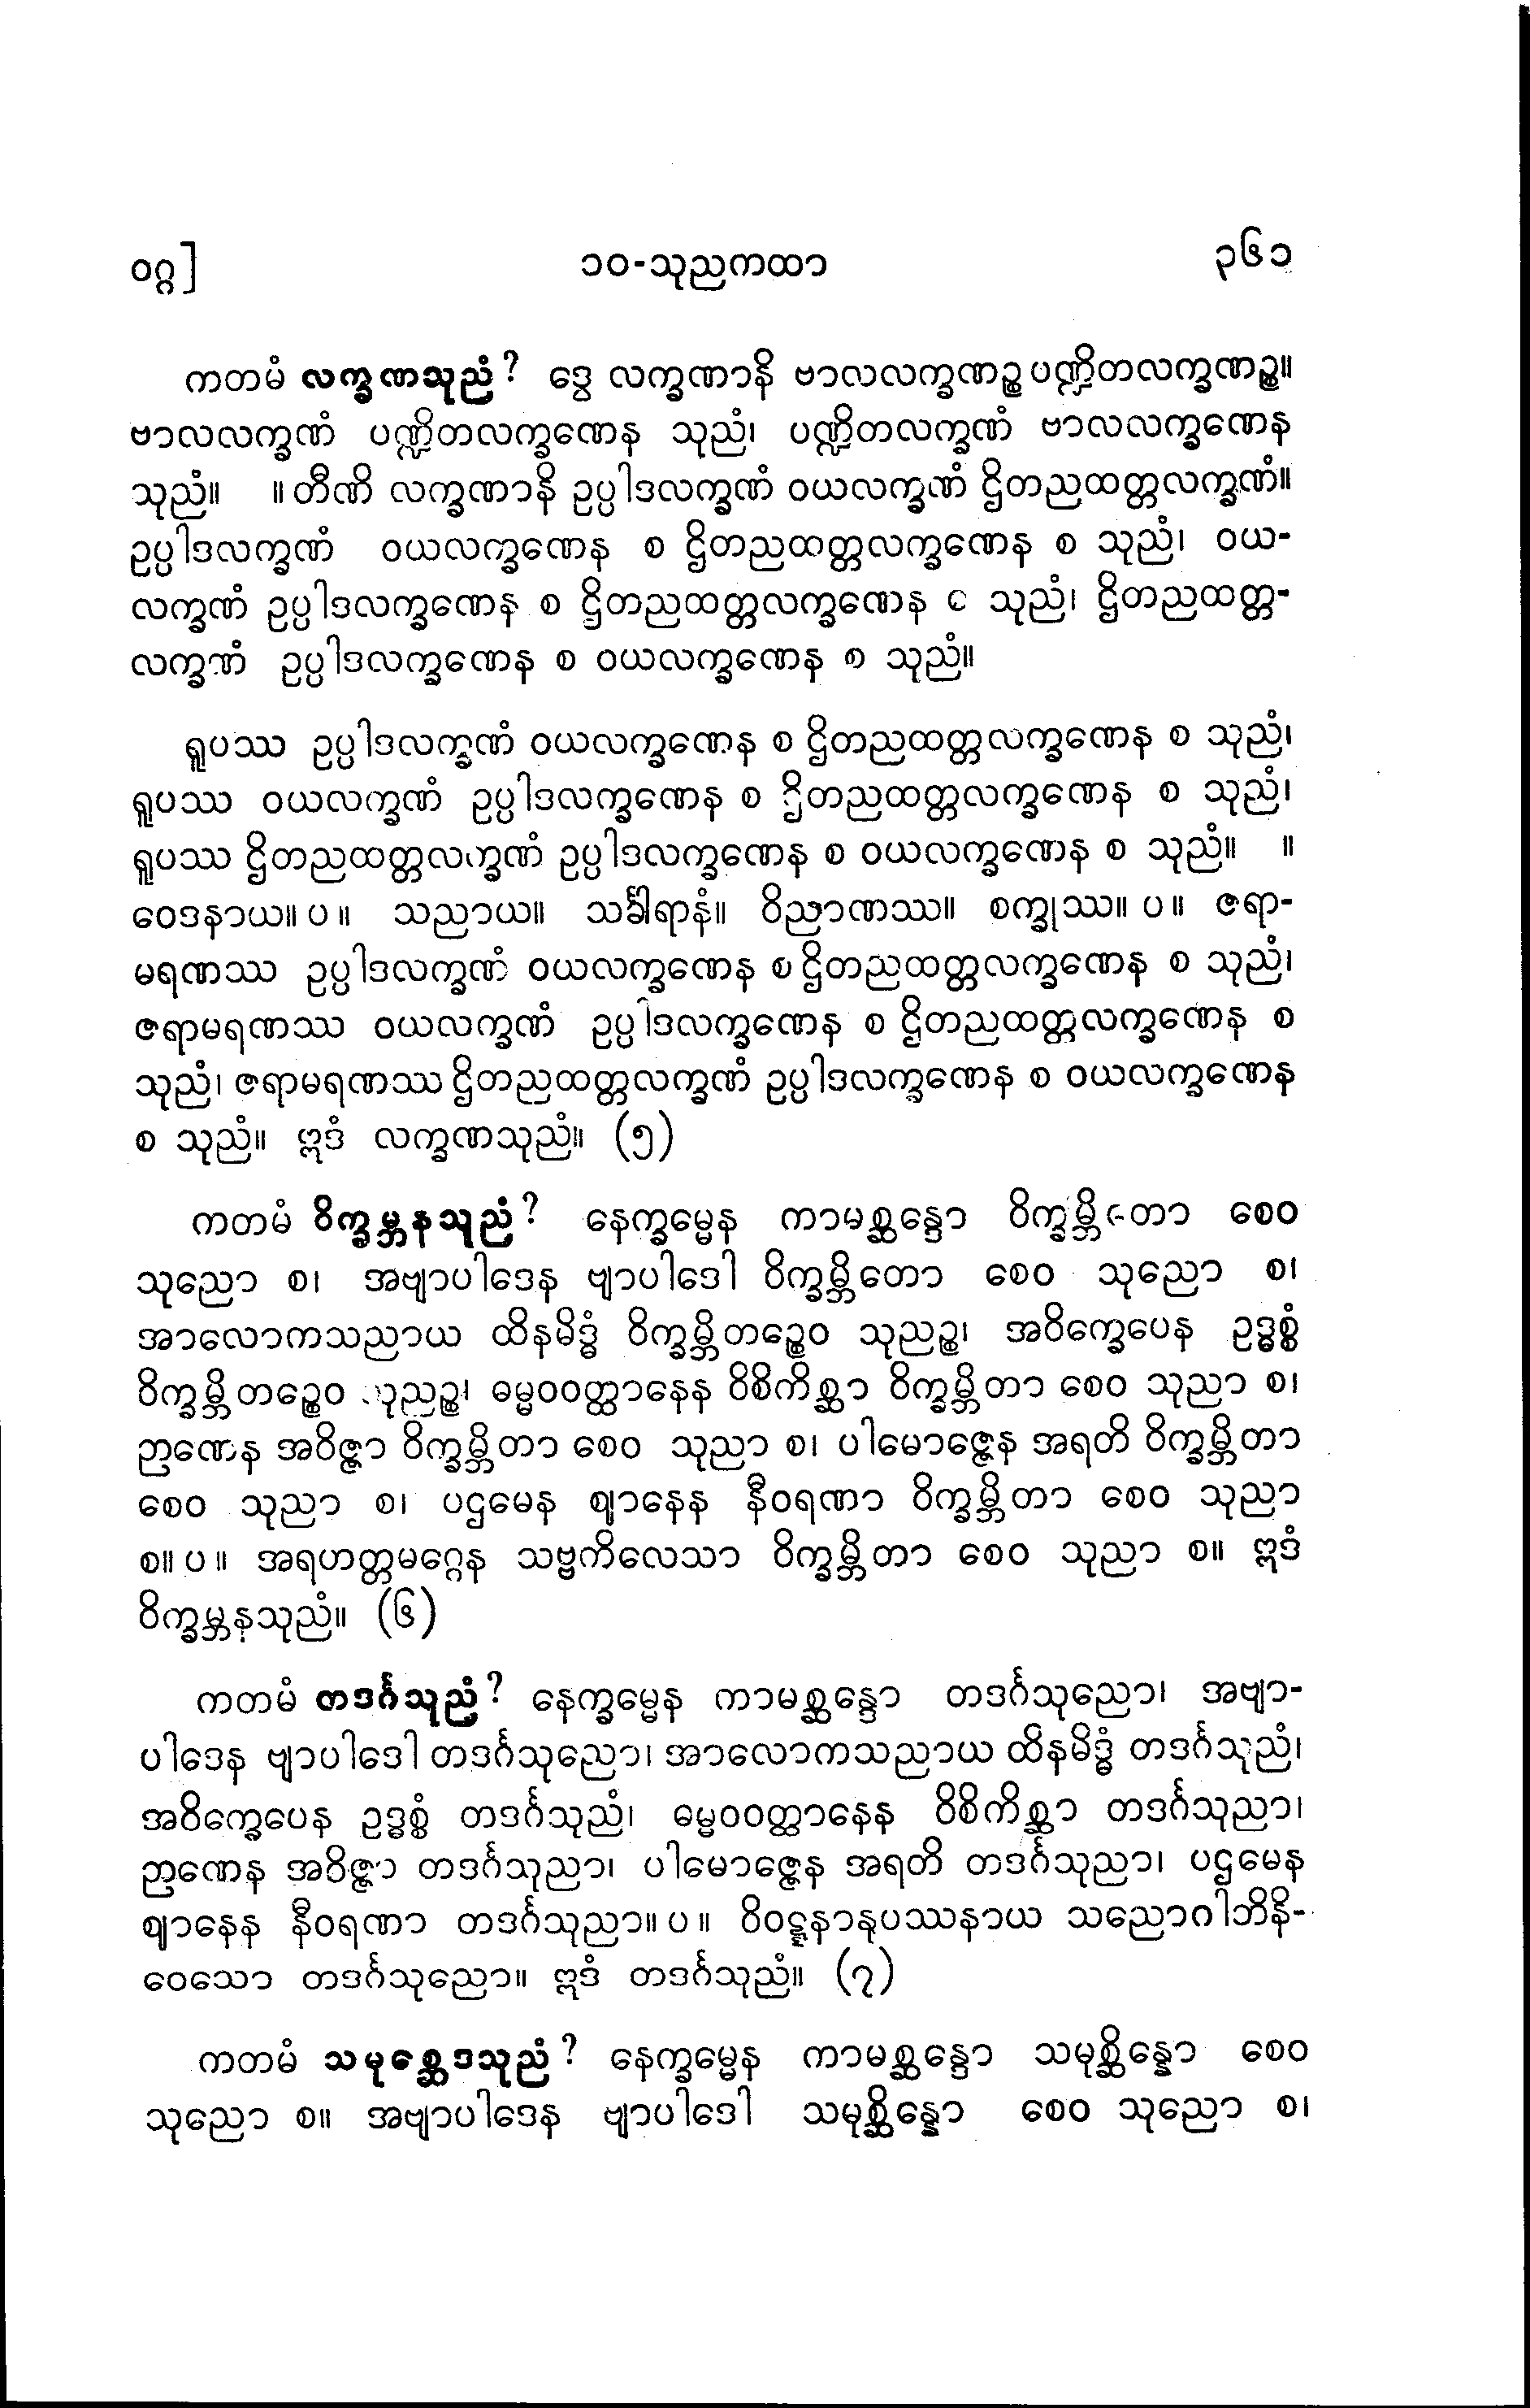 ဝဂ္ဂ] ၁၀-သုညကထာ ၃၆၁
ကတမံ လက္ခဏသုညံ? ဒွေ လက္ခဏာနိ ဗာလလက္ခဏဉ္စ ပဏ္ဍိတလက္ခဏဉ္စ။
ဗာလလက္ခဏံ ပဏ္ဍိတလက္ခဏေန သုညံ၊ ပဏ္ဍိတလက္ခဏံ ဗာလလက္ခဏေန
သုညံ။ ။ တီဏိ လက္ခဏာနိ ဥပ္ပါဒလက္ခဏံ ဝယလက္ခဏံ ဌိတညထတ္တလက္ခဏံ။
ဥပ္ပါဒလက္ခဏံ ဝယလက္ခဏေန စ ဌိတညထတ္တလက္ခဏေန စ သုညံ၊ ဝယ-
လက္ခဏံ ဥပ္ပါဒလက္ခဏေန စ ဌိတညထတ္တလက္ခဏေန စ သုညံ၊ ဌိတညထတ္တ-
လက္ခဏံ ဥပ္ပါဒလက္ခဏေန စ ဝယလက္ခဏေန စ သုညံ။
ရူပဿ ဥပ္ပါဒလက္ခဏံ ဝယလက္ခဏေန စ ဌိတညထတ္တလက္ခဏေန စ သုညံ၊
ရူပဿ ဝယလက္ခဏံ ဥပ္ပါဒလက္ခဏေန စ ဌိတညထတ္တလက္ခဏေန စ သုညံ၊
ရူပဿ ဌိတညထတ္တလက္ခဏံ ဥပ္ပါဒလက္ခဏေန စ ဝယလက္ခဏေန စ သုညံ။ ။
ဝေဒနာယ။ ပ ။ သညာယ။ သင်္ခါရာနံ။ ဝိညာဏဿ။ စက္ခုဿ။ ပ ။ ဇရာ-
မရဏဿ ဥပ္ပါဒလက္ခဏံ ဝယလက္ခဏေန စ ဌိတညထတ္တလက္ခဏေန စ သုညံ၊
ဇရာမရဏဿ ဝယလက္ခဏံ ဥပ္ပါဒလက္ခဏေန စ ဌိတညထတ္တလက္ခဏေန စ
သုညံ၊ ဇရာမရဏဿ ဌိတညထတ္တလက္ခဏံ ဥပ္ပါဒလက္ခဏေန စ ဝယလက္ခဏေန
စ သုညံ။ ဣဒံ လက္ခဏသုညံ။ (၅)
ကတမံ ဝိက္ခမ္ဘနသုညံ? နေက္ခမ္မေန ကာမစ္ဆန္ဒော ဝိက္ခမ္ဘိတော စေဝ
သုညော စ၊ အဗျာပါဒေန ဗျာပါဒေါ ဝိက္ခမ္ဘိတော စေဝ သုညော စ၊
အာလောကသညာယ ထိနမိဒ္ဓံ ဝိက္ခမ္ဘိတဉ္စေဝ သုညဉ္စ၊ အဝိက္ခေပေန ဥဒ္ဓစ္စံ
ဝိက္ခမ္ဘိတဉ္စေဝ သုညဉ္စ၊ ဓမ္မဝဝတ္ထာနေန ဝိစိကိစ္ဆာ ဝိက္ခမ္ဘိတာ စေဝ သုညာ စ၊
ဉာဏေန အဝိဇ္ဇာ ဝိက္ခမ္ဘိတာ စေဝ သုညာ စ၊ ပါမောဇ္ဇေန အရတိ ဝိက္ခမ္ဘိတာ
စေဝ သုညာ စ၊ ပဌမေန ဈာနေန နီဝရဏာ ဝိက္ခမ္ဘိတာ စေဝ သုညာ
စ။ ပ ။ အရဟတ္တမဂ္ဂေန သဗ္ဗကိလေသာ ဝိက္ခမ္ဘိတာ စေဝ သုညာ စ။ ဣဒံ
ဝိက္ခမ္ဘနသုညံ။ (၆)
ကတမံ တဒင်္ဂသုညံ? နေက္ခမ္မေန ကာမစ္ဆန္ဒော တဒင်္ဂသုညော၊ အဗျာ-
ပါဒေန ဗျာပါဒေါ တဒင်္ဂသုညော၊ အာလောကသညာယ ထိနမိဒ္ဓံ တဒင်္ဂသုညံ၊
အဝိက္ခေပေန ဥဒ္ဓစ္စံ တဒင်္ဂသုညံ၊ ဓမ္မဝဝတ္ထာနေန ဝိစိကိစ္ဆာ တဒင်္ဂသုညာ၊
ဉာဏေန အဝိဇ္ဇာ တဒင်္ဂသုညာ၊ ပါမောဇ္ဇေန အရတိ တဒင်္ဂသုညာ၊ ပဌမေန
ဈာနေန နီဝရဏာ တဒင်္ဂသုညာ။ ပ ။ ဝိဝဋ္ဋနာနုပဿနာယ သညောဂါဘိနိ-
ဝေသော တဒင်္ဂသုညော။ ဣဒံ တဒင်္ဂသုညံ။ (၇)
ကတမံ သမုစ္ဆေဒသုညံ? နေက္ခမ္မေန ကာမစ္ဆန္ဒော သမုစ္ဆိန္နော စေဝ
သုညော စ။ အဗျာပါဒေန ဗျာပါဒေါ သမုစ္ဆိန္နော စေဝ သုညော စ၊